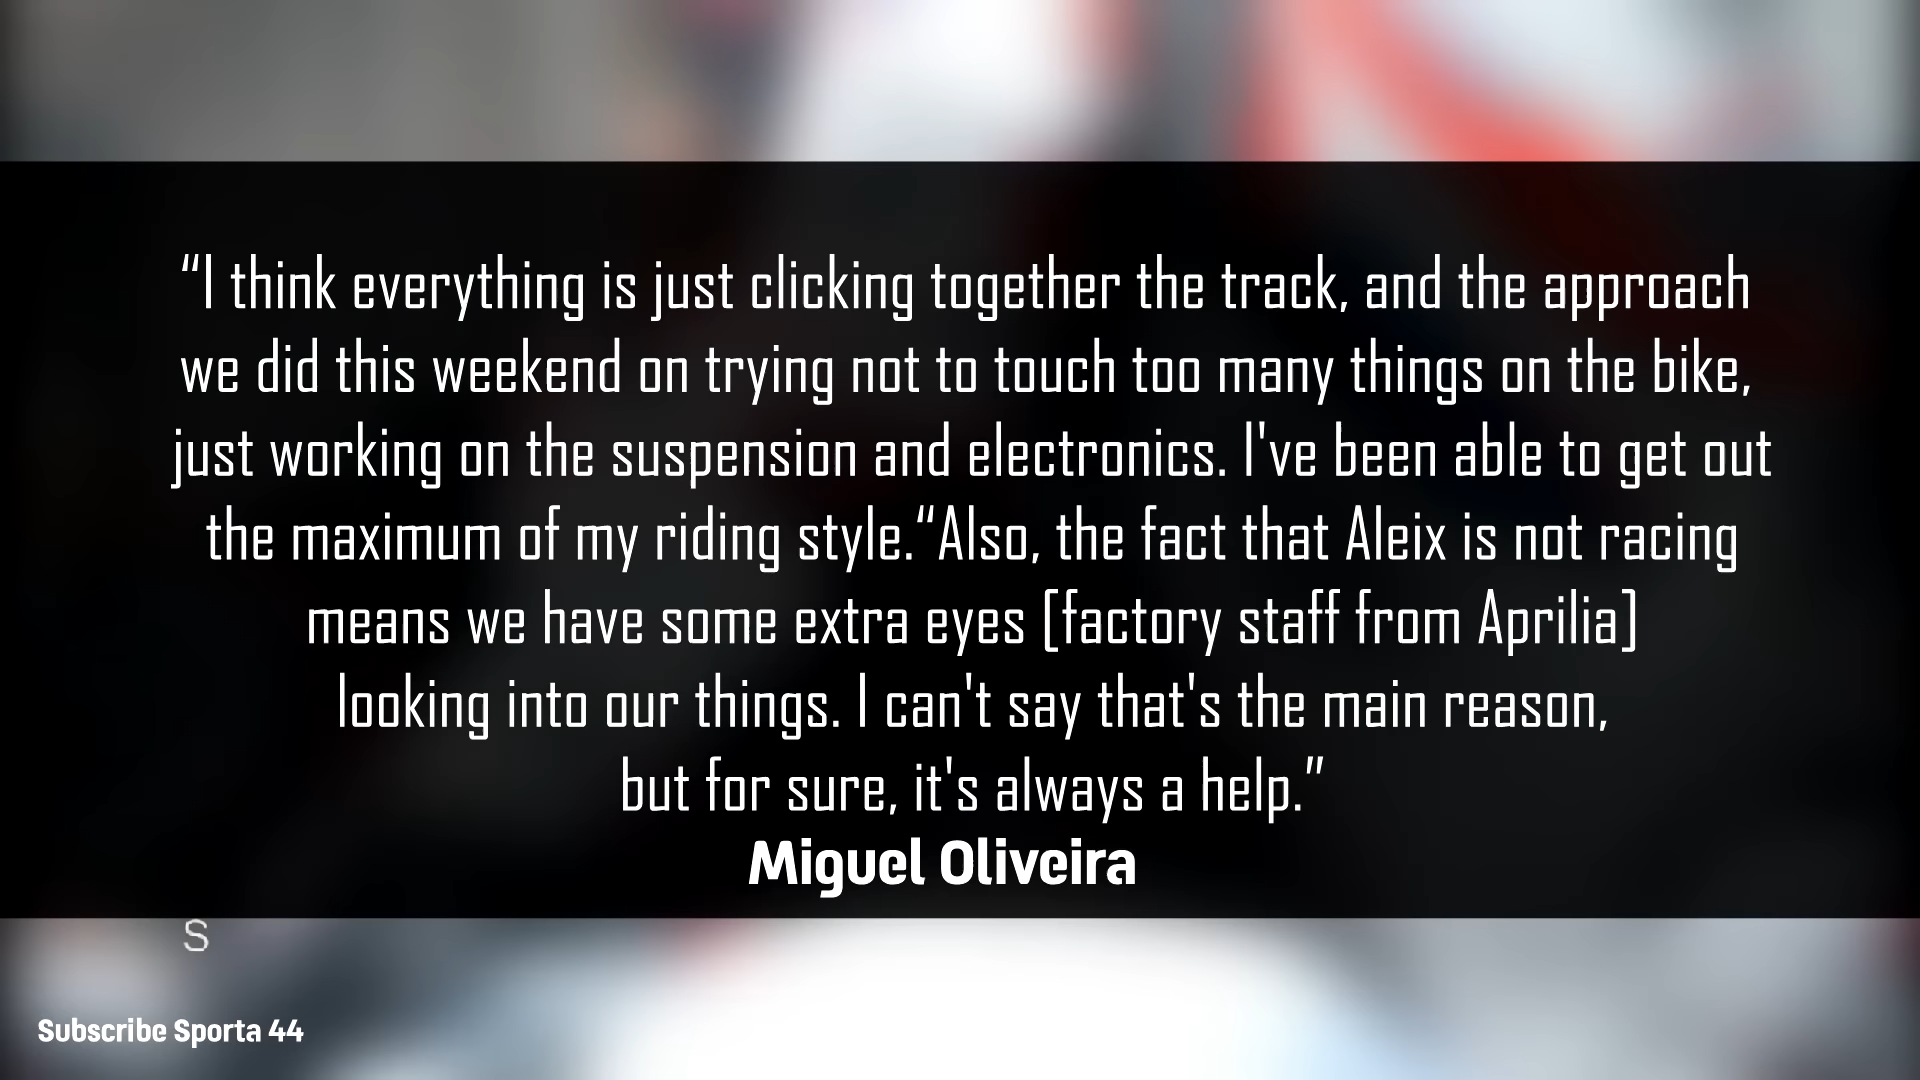 “I think everything is just clicking together the track, and the approach
we did this weekend on trying not to touch too many things on the bike,
just working on the suspension and electronics. I've been able to get out
the maximum of my riding style.“Also, the fact that Aleix is not racing
means we have some extra eyes [factory staff from Aprilia]
looking into our things. I can't say that's the main reason,
but for sure, it's always a help.”
Miguel Oliveira
S
Subscribe Sporta 44